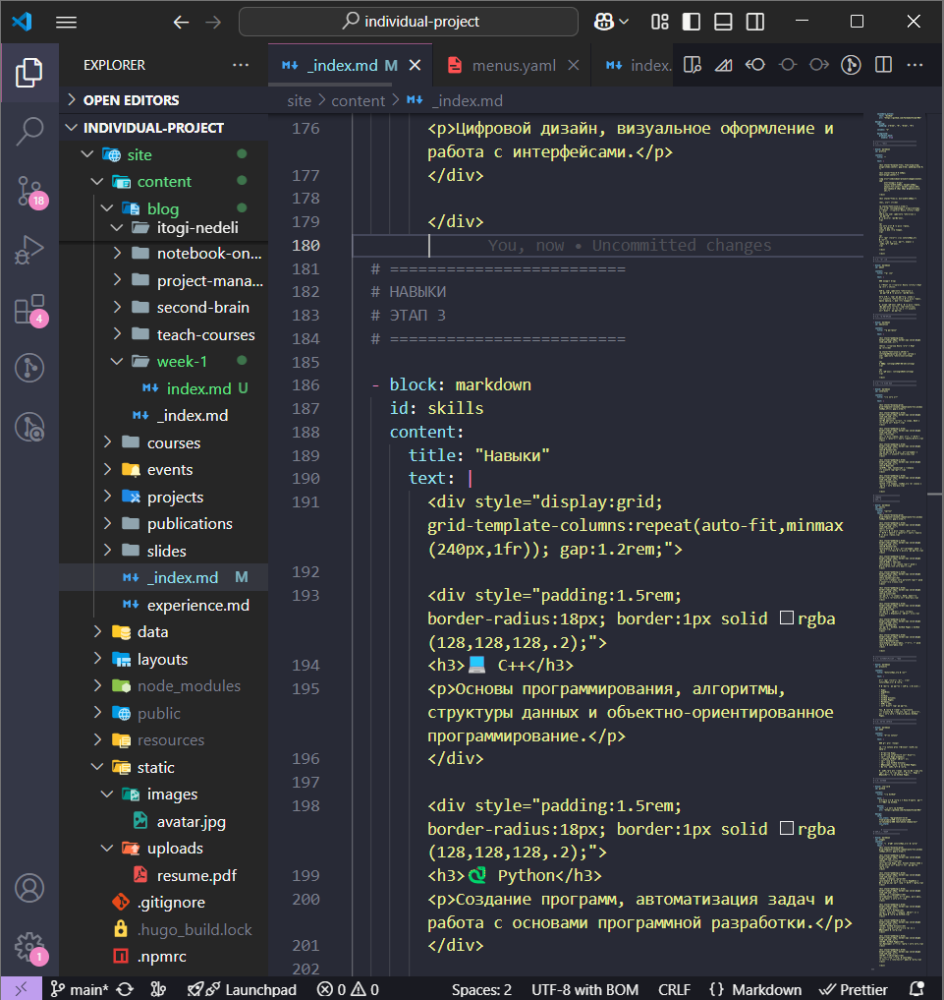 individual-project
EXPLORER
_index.md M
menus.yaml
index.
OPEN EDITORS
site > content > _index.md
INDIVIDUAL-PROJECT
site
content
blog
itogi-nedeli
notebook-on...
project-mana...
second-brain
teach-courses
week-1
index.md U
_index.md
courses
events
projects
publications
slides
_index.md M
experience.md
data
layouts
node_modules
public
resources
static
images
avatar.jpg
uploads
resume.pdf
.gitignore
.hugo_build.lock
.npmrc
18
4
1
176 <p>Цифровой дизайн, визуальное оформление и
работа с интерфейсами.</p>
177 </div>
178
179 </div>
180 You, now • Uncommitted changes
181 # =========================
182 # НАВЫКИ
183 # ЭТАП 3
184 # =========================
185
186 - block: markdown
187 id: skills
188 content:
189 title: "Навыки"
190 text: |
191 <div style="display:grid;
grid-template-columns:repeat(auto-fit,minmax
(240px,1fr)); gap:1.2rem;">
192
193 <div style="padding:1.5rem;
border-radius:18px; border:1px solid rgba
(128,128,128,.2);">
194 <h3>💻 C++</h3>
195 <p>Основы программирования, алгоритмы,
структуры данных и объектно-ориентированное
программирование.</p>
196 </div>
197
198 <div style="padding:1.5rem;
border-radius:18px; border:1px solid rgba
(128,128,128,.2);">
199 <h3>🐍 Python</h3>
200 <p>Создание программ, автоматизация задач и
работа с основами программной разработки.</p>
201 </div>
202
main* Launchpad 0 0 Spaces: 2 UTF-8 with BOM CRLF {} Markdown Prettier